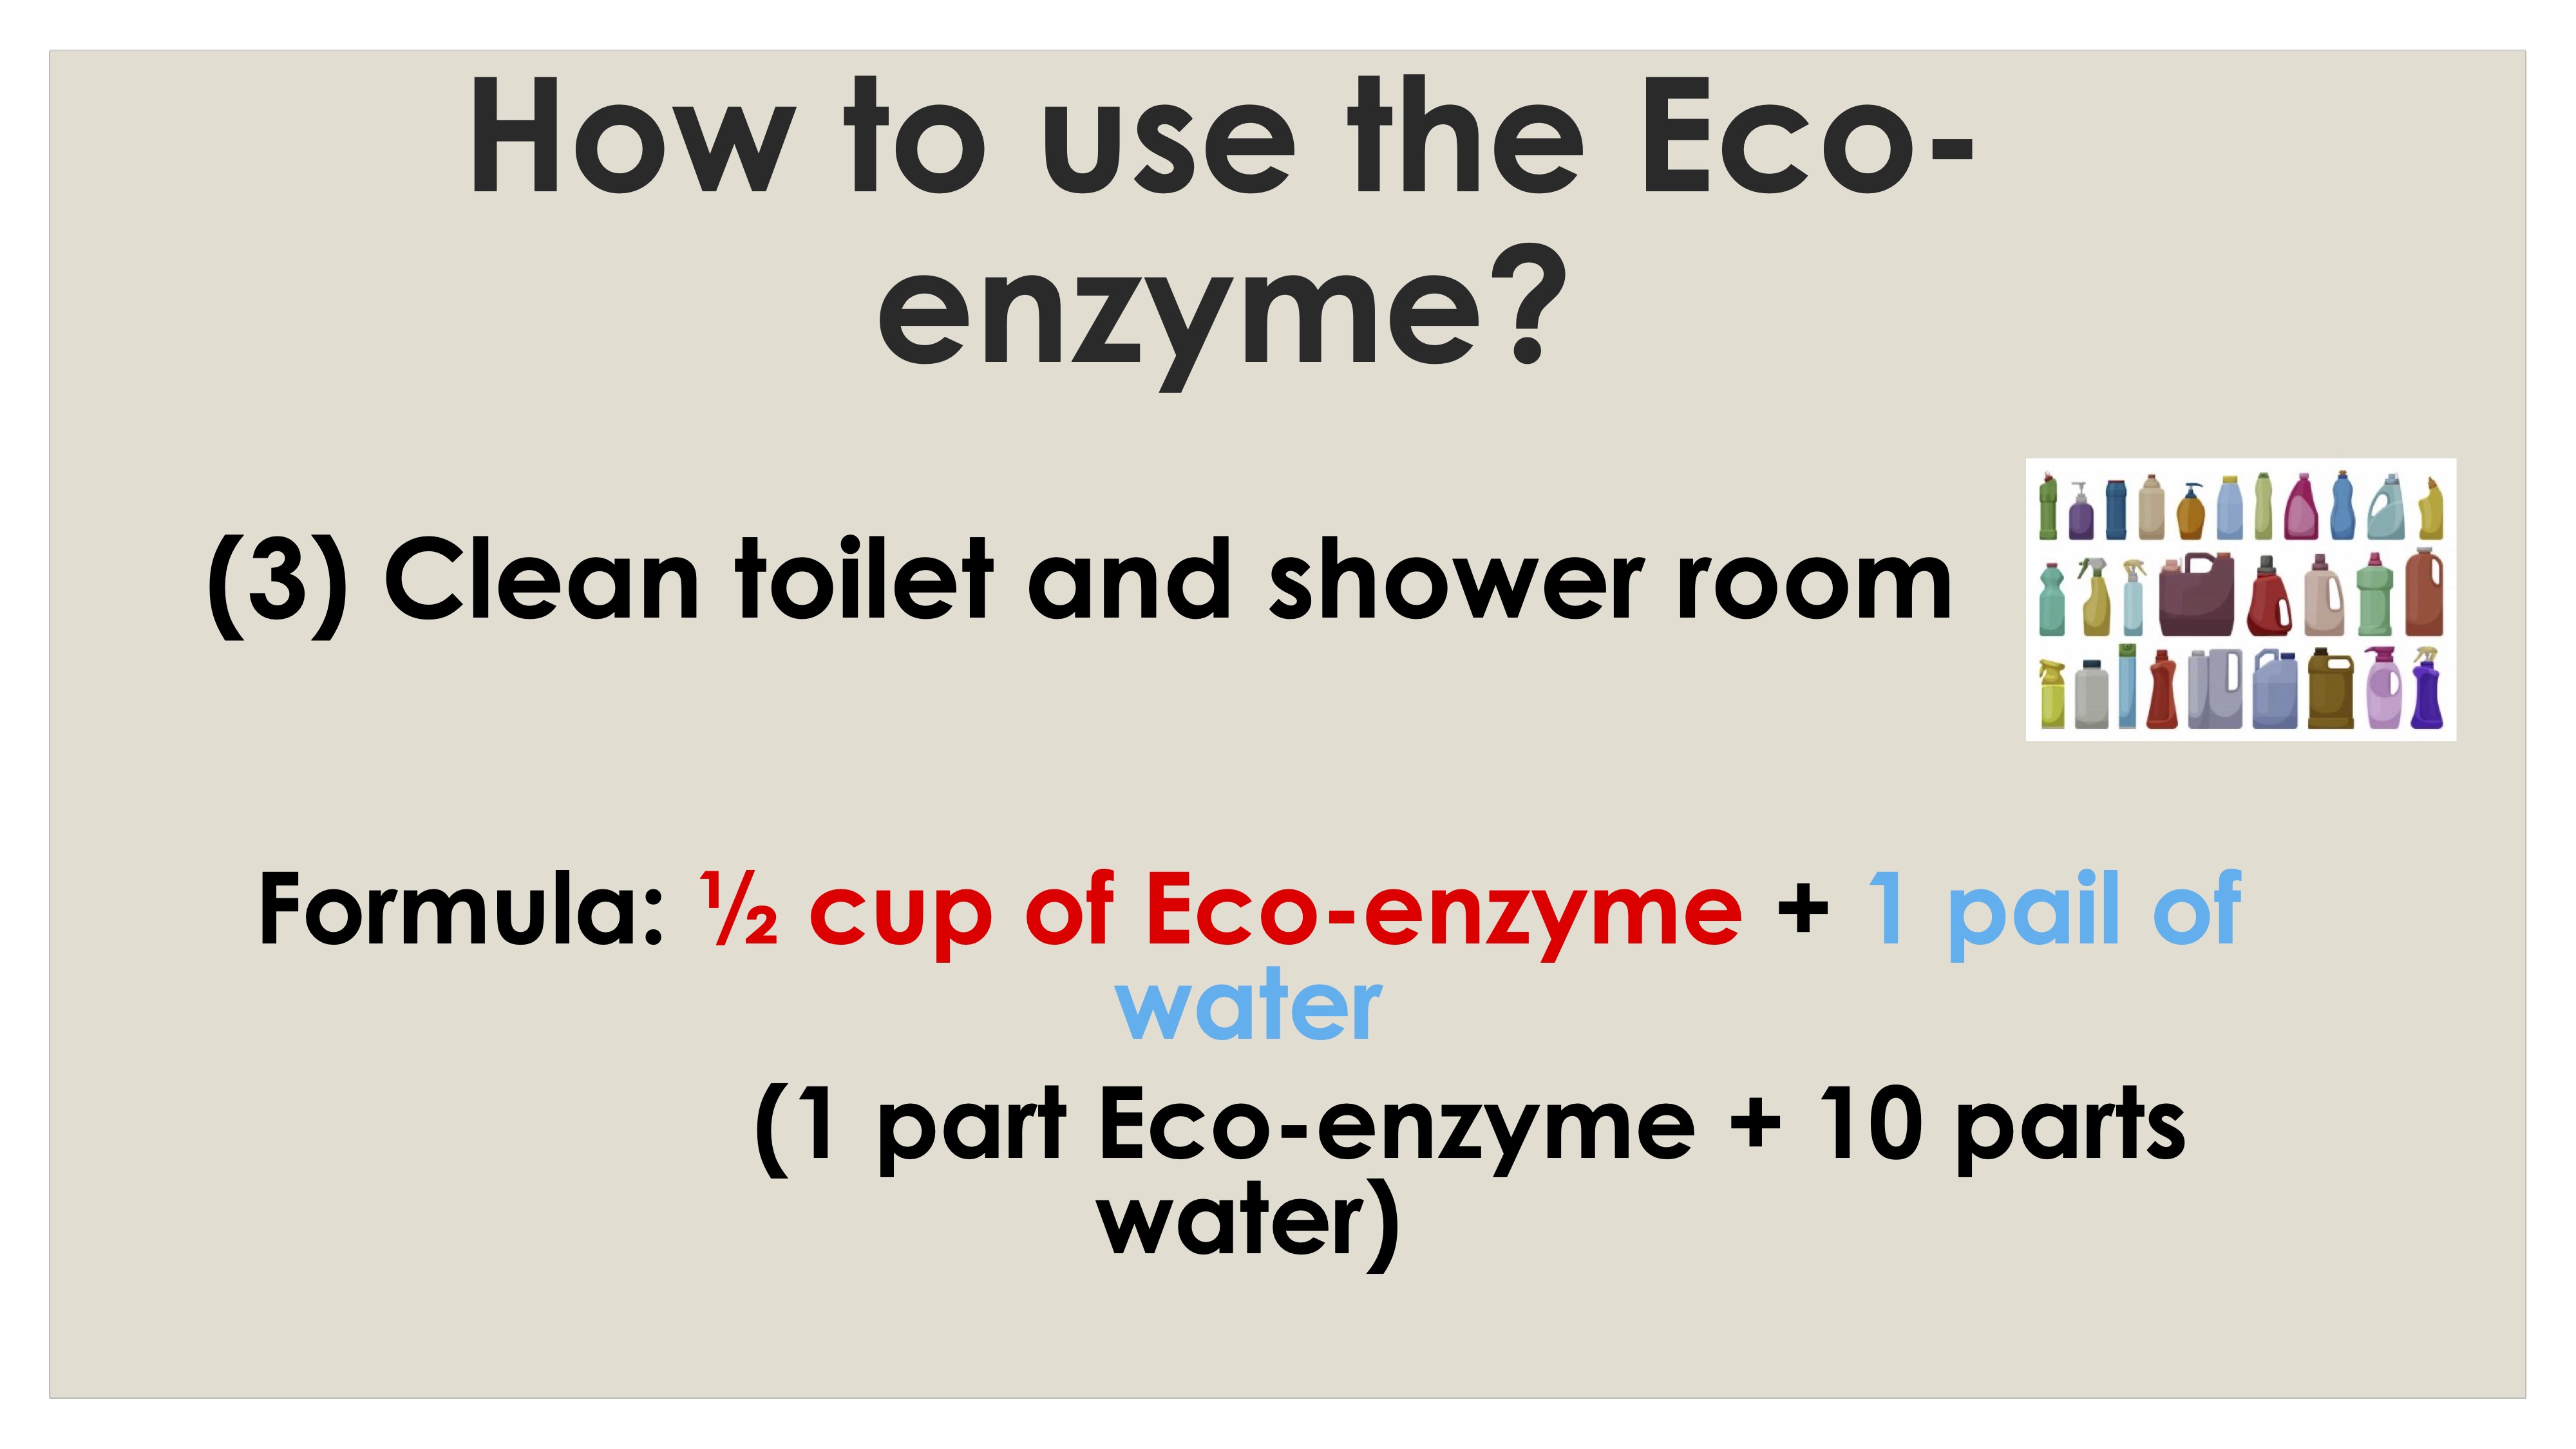 How to use the Eco-
enzyme?
(3) Clean toilet and shower room
Formula: ½ cup of Eco-enzyme + 1 pail of
water
(1 part Eco-enzyme + 10 parts
water)